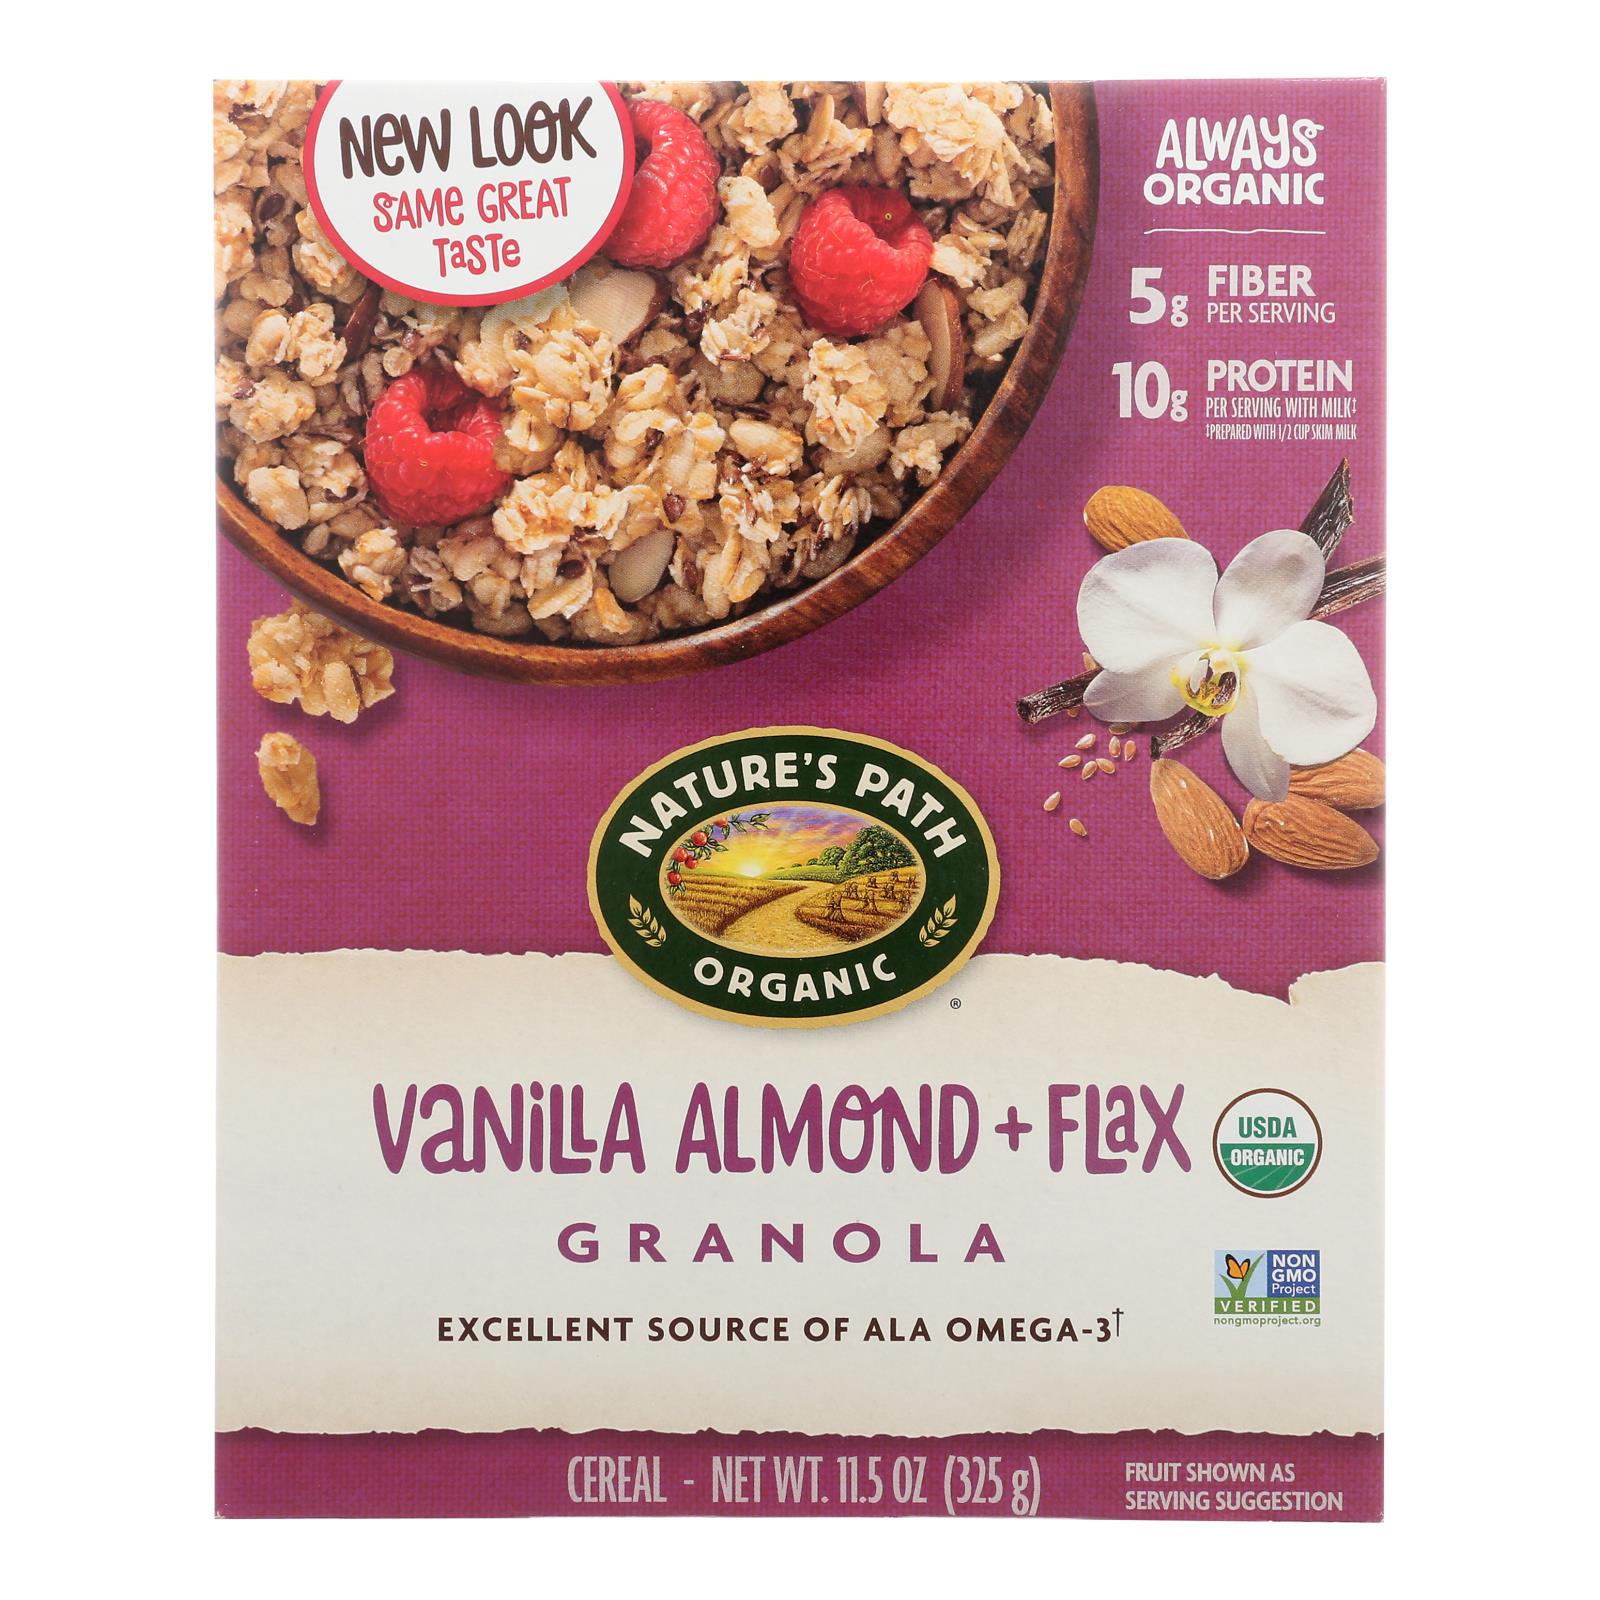 NEW LOOK
SAME GREAT
TASTE
ALWAYS
ORGANIC
5g FIBER
PER SERVING
10g PROTEIN
PER SERVING WITH MILK‡
‡PREPARED WITH 1/2 CUP SKIM MILK
NATURE'S PATH
ORGANIC
®
VANILLA ALMOND + FLAX
USDA
ORGANIC
GRANOLA
NON
GMO
Project
VERIFIED
nongmoproject.org
EXCELLENT SOURCE OF ALA OMEGA-3†
CEREAL - NET WT. 11.5 OZ (325 g)
FRUIT SHOWN AS
SERVING SUGGESTION